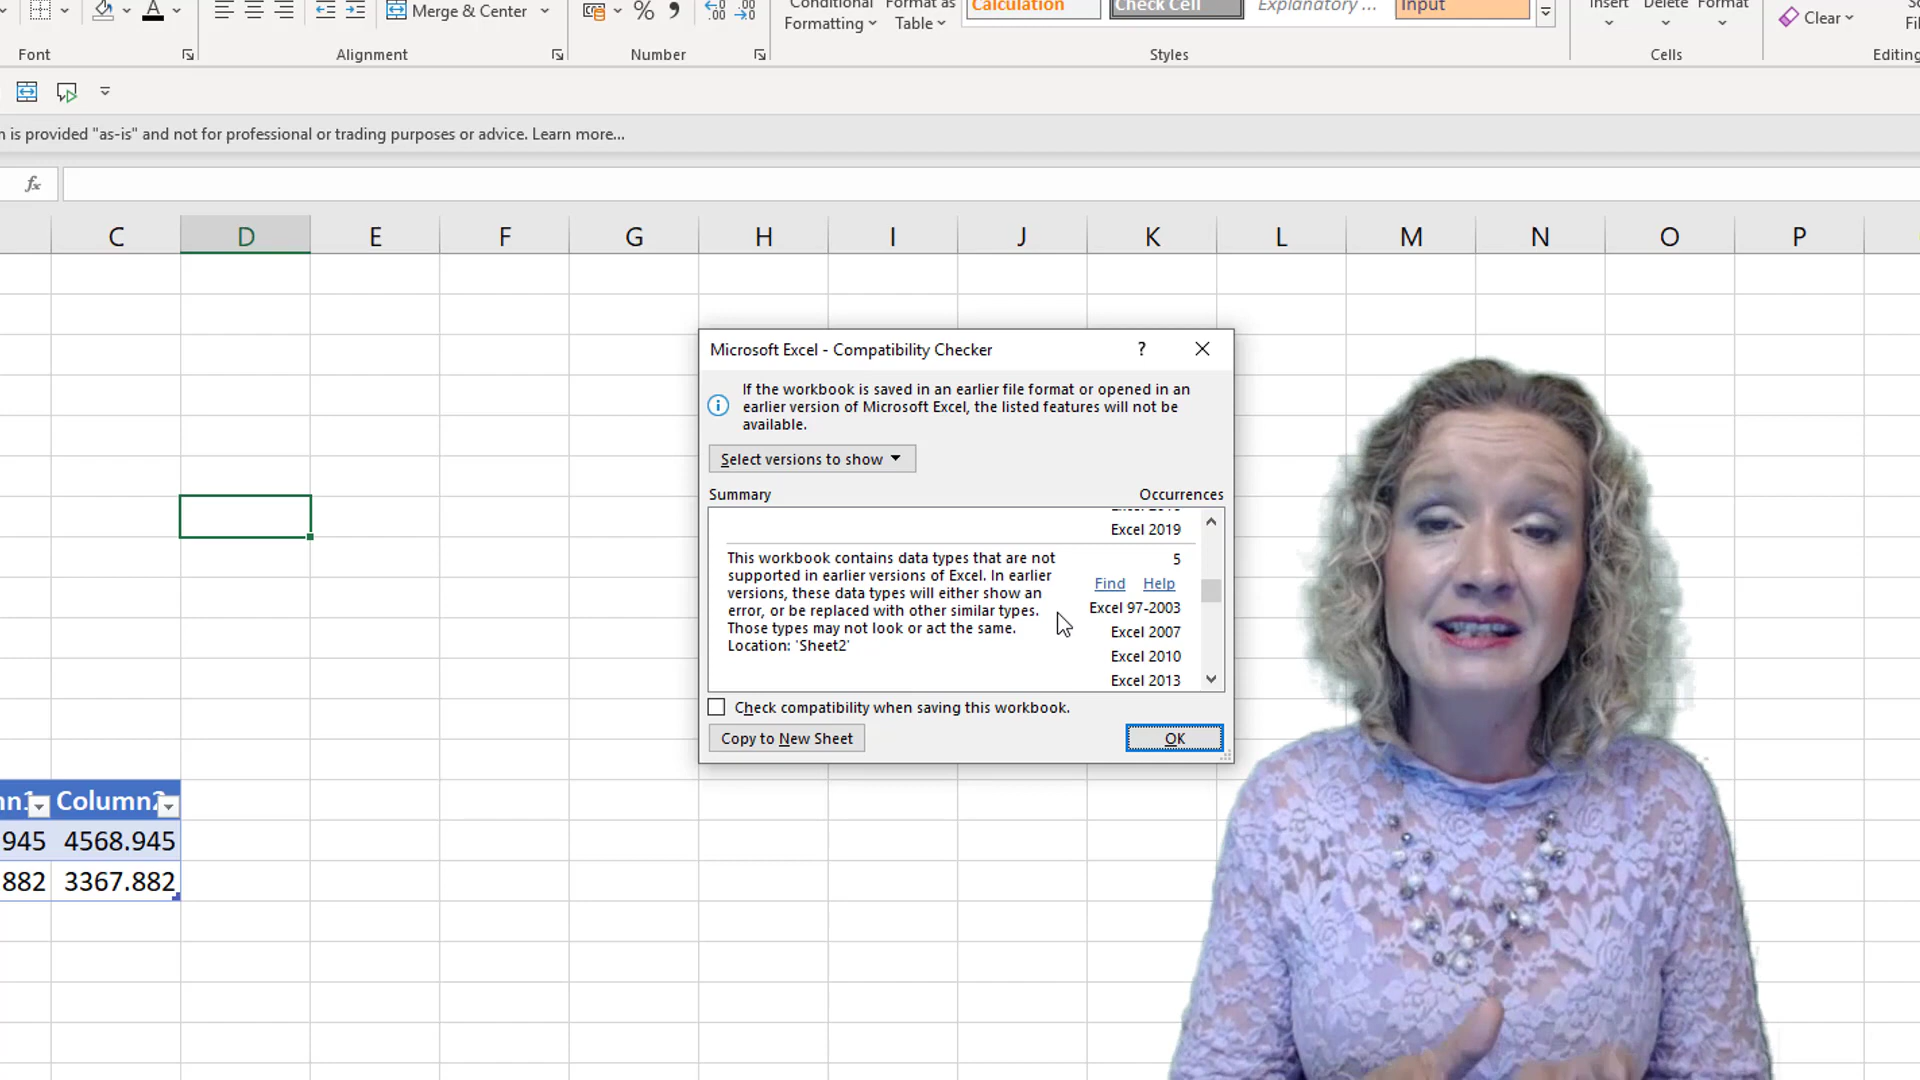 Merge & Center
Conditional Formatting
Format as Table
Calculation
Check Cell
Explanatory ...
Input
Insert
Delete
Format
Clear
Font
Alignment
Number
Styles
Cells
Editing
is provided "as-is" and not for professional or trading purposes or advice. Learn more...
fx
C D E F G H I J K L M N O P
Microsoft Excel - Compatibility Checker
If the workbook is saved in an earlier file format or opened in an
earlier version of Microsoft Excel, the listed features will not be
available.
Select versions to show
Summary
Occurrences
Excel 2019
This workbook contains data types that are not
supported in earlier versions of Excel. In earlier
versions, these data types will either show an
error, or be replaced with other similar types.
Those types may not look or act the same.
Location: 'Sheet2'
5
Find Help
Excel 97-2003
Excel 2007
Excel 2010
Excel 2013
Check compatibility when saving this workbook.
Copy to New Sheet
OK
Column2
945 4568.945
882 3367.882